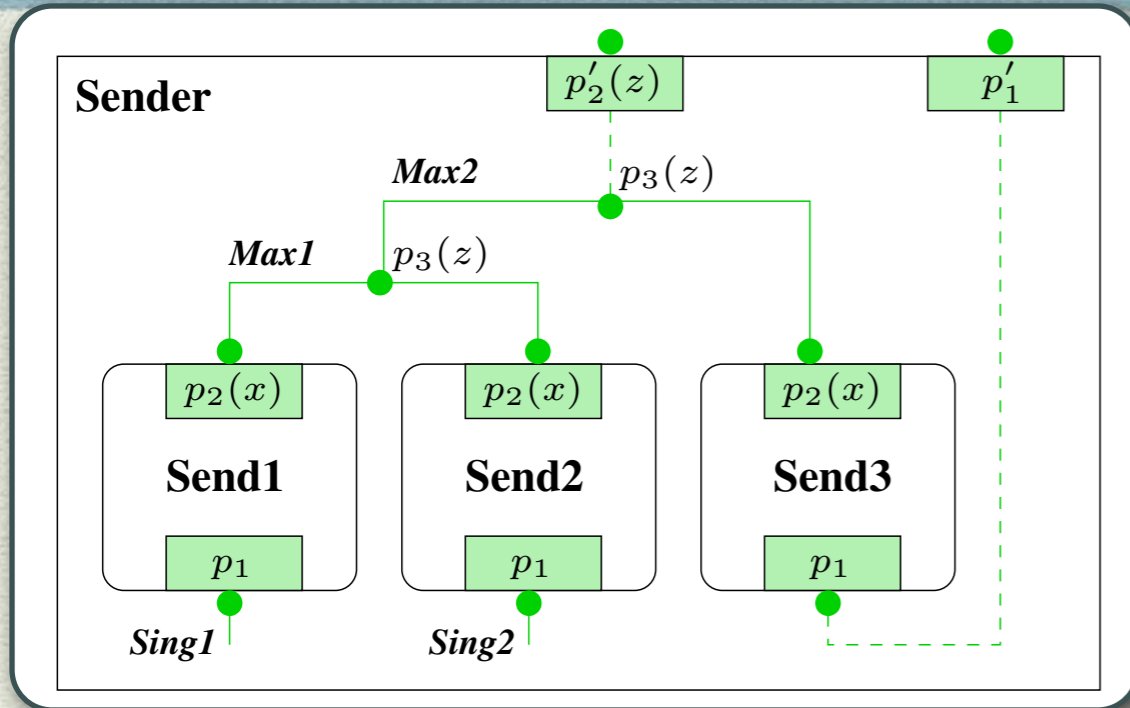 p′₂(z) p′₁
Sender
Max2 p₃(z)
Max1 p₃(z)
p₂(x) p₂(x) p₂(x)
Send1 Send2 Send3
p₁ p₁ p₁
Sing1 Sing2